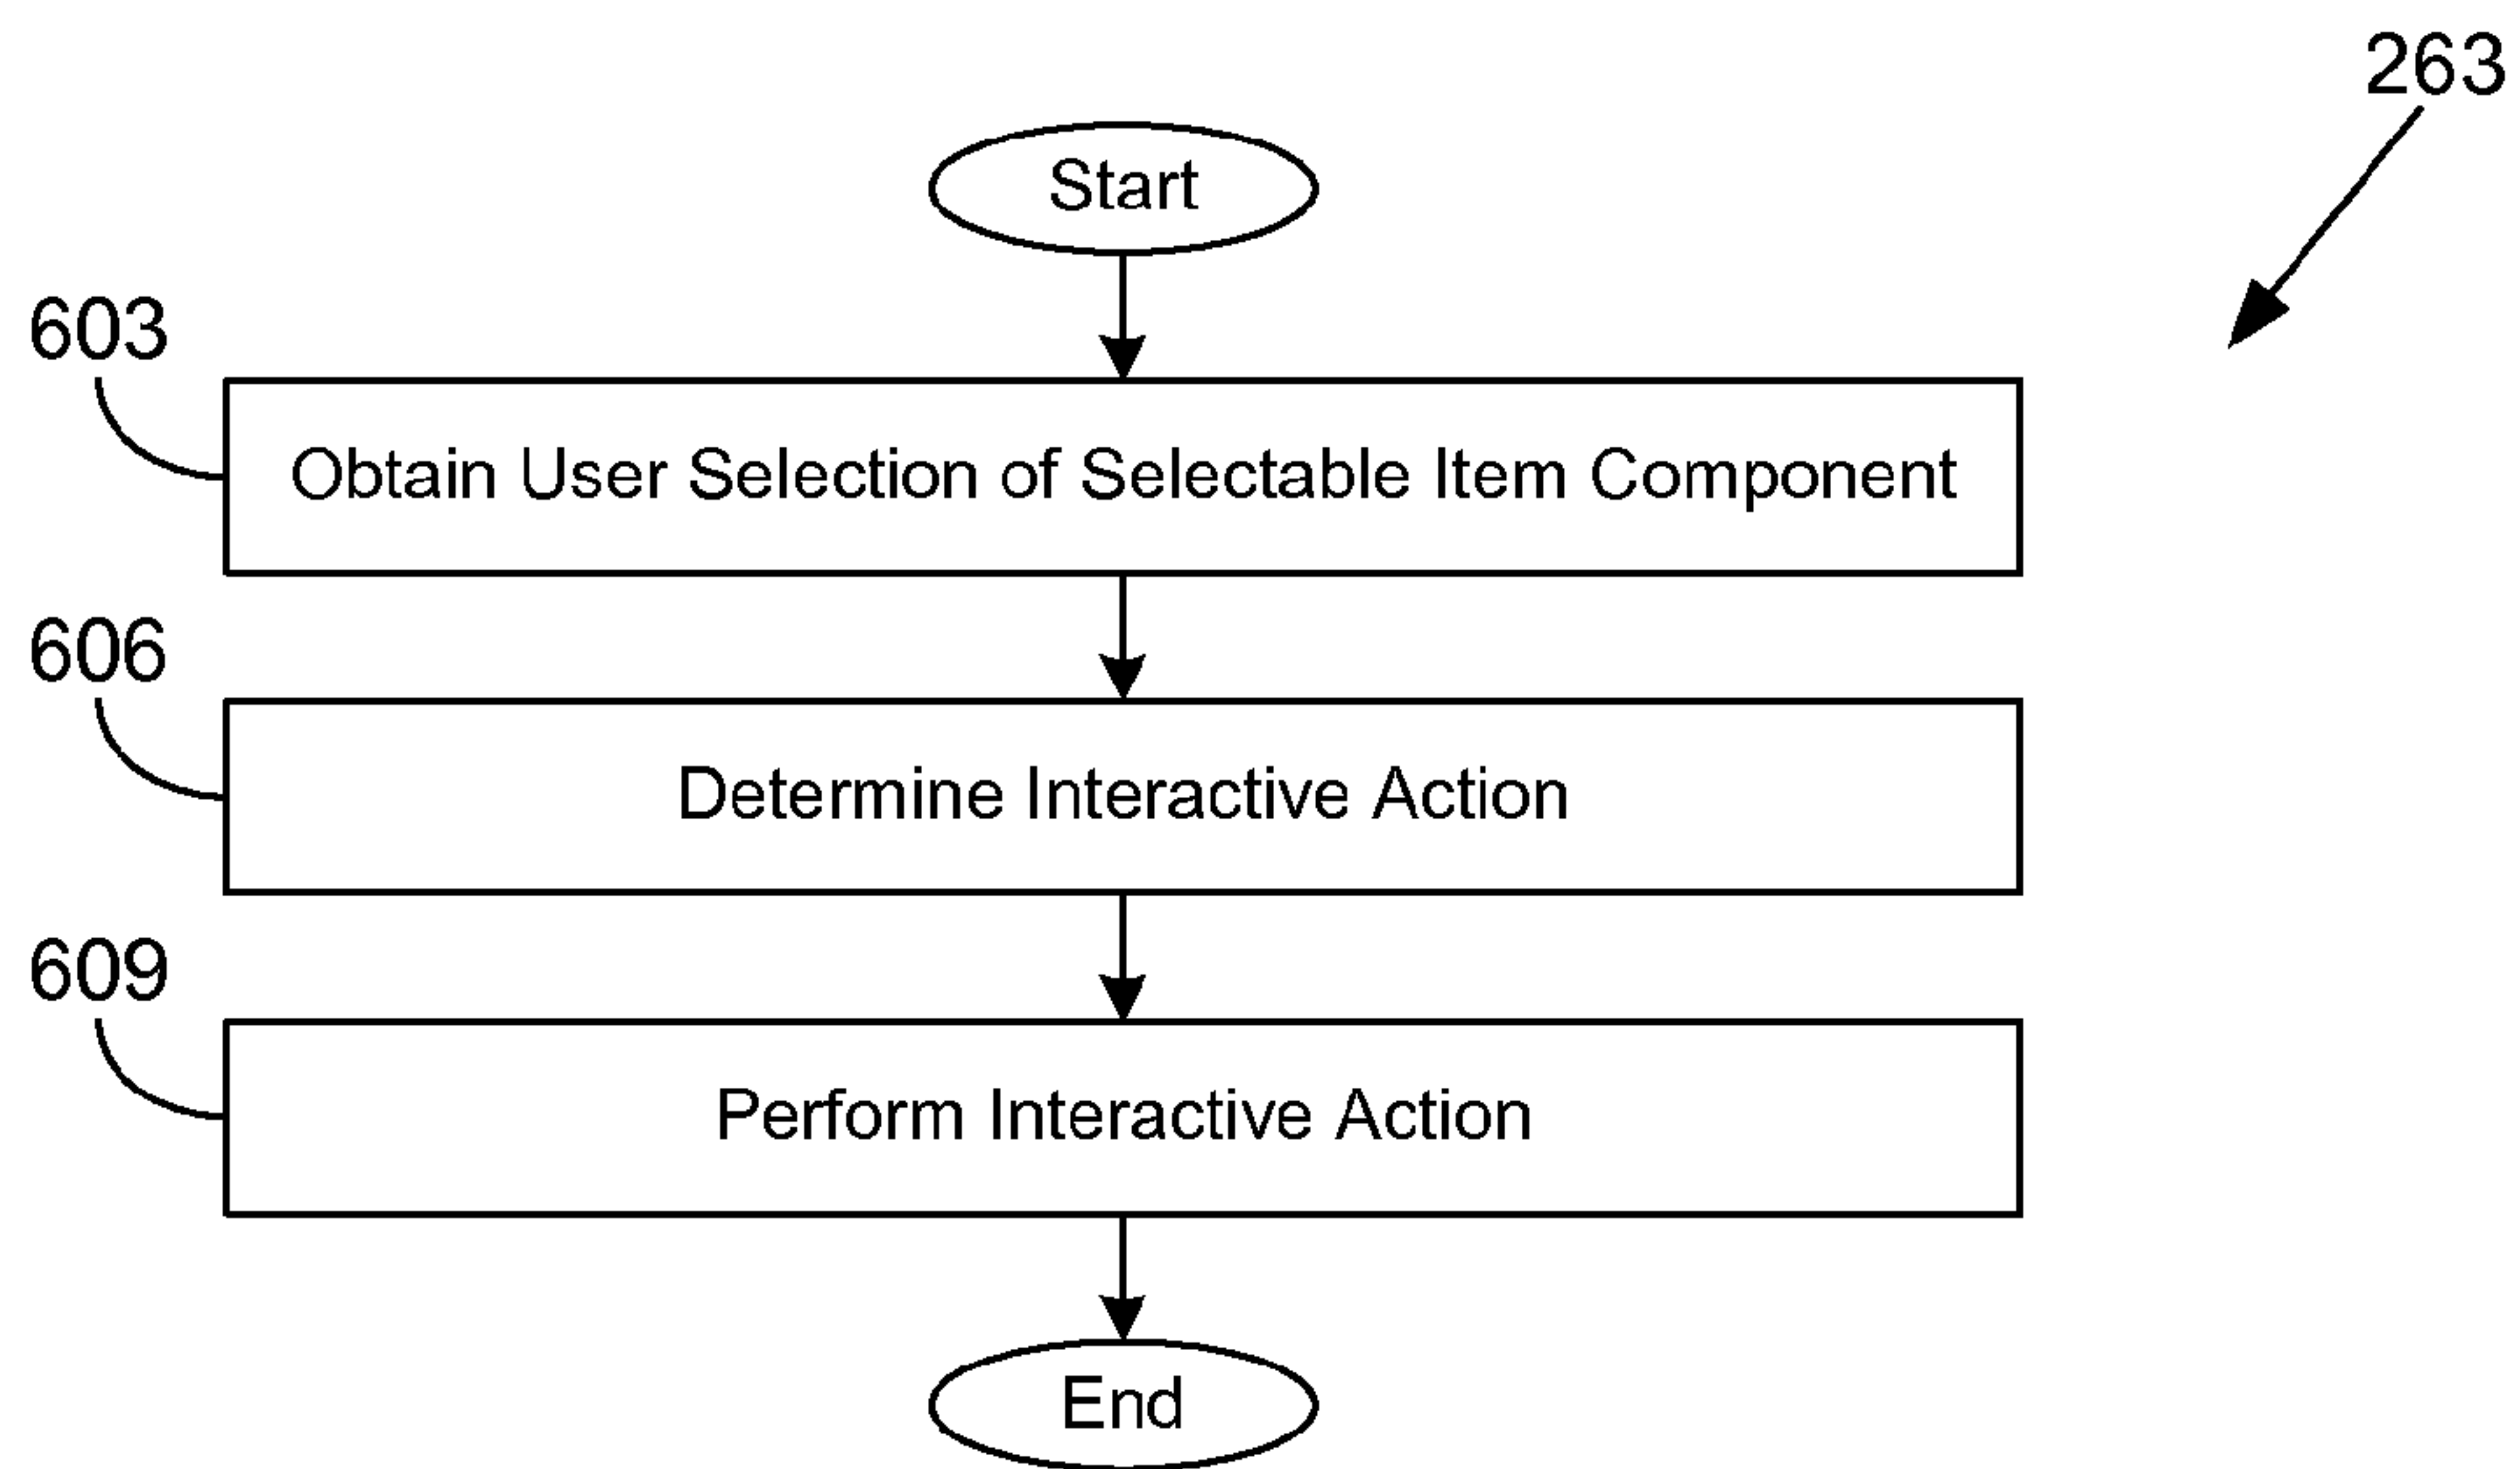 263
Start
603
Obtain User Selection of Selectable Item Component
606
Determine Interactive Action
609
Perform Interactive Action
End